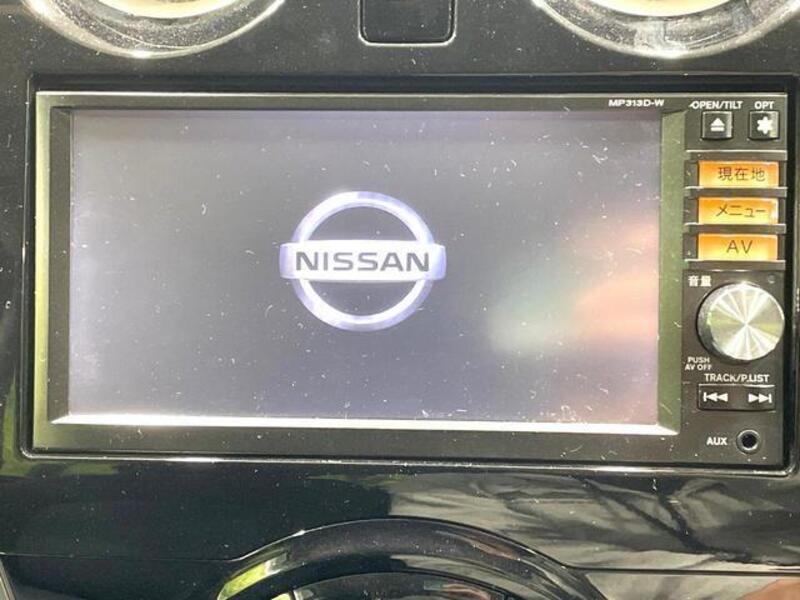 MP313D-W
OPEN/TILT OPT
現在地
メニュー
NISSAN
AV
音量
PUSH
AV OFF
TRACK/P.LIST
AUX